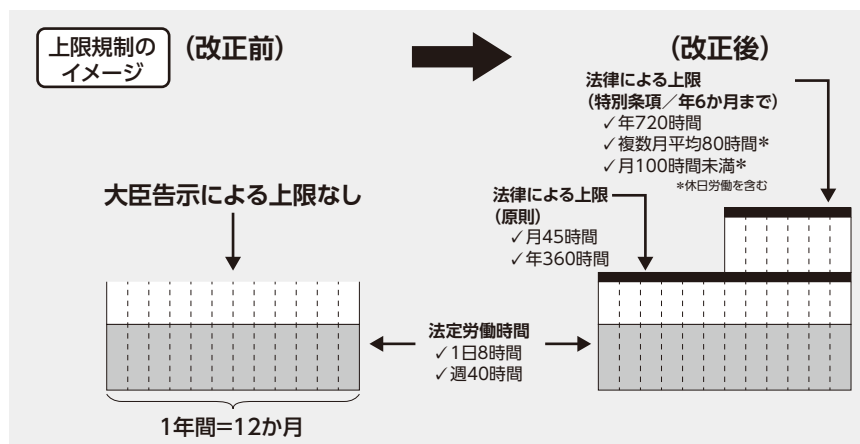 上限規制の
イメージ
（改正前）
（改正後）
法律による上限
（特別条項／年6か月まで）
✓年720時間
✓複数月平均80時間＊
✓月100時間未満＊
＊休日労働を含む
大臣告示による上限なし
法律による上限
（原則）
✓月45時間
✓年360時間
法定労働時間
✓1日8時間
✓週40時間
1年間＝12か月